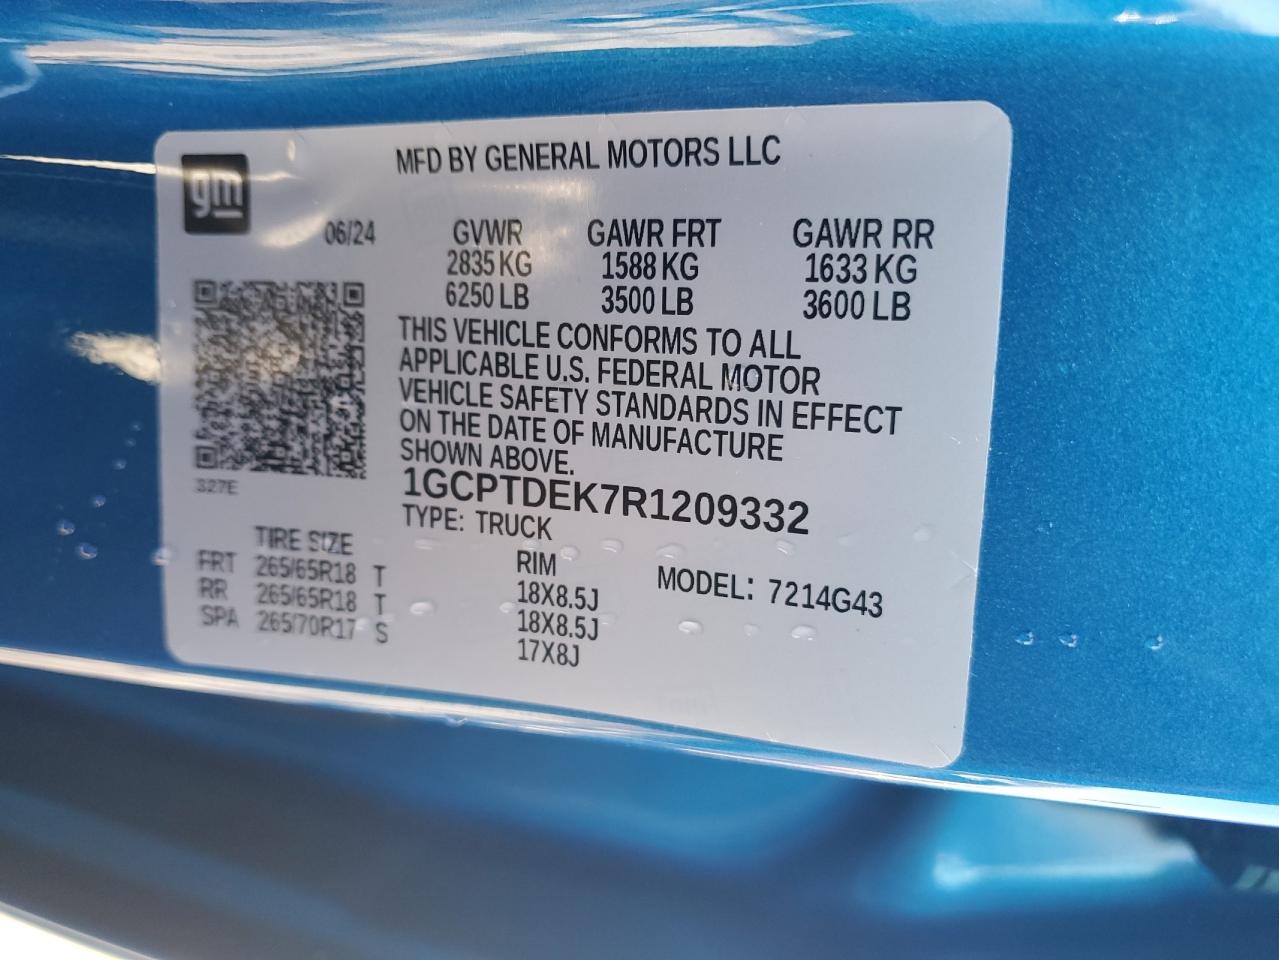 gm
MFD BY GENERAL MOTORS LLC
06/24 GVWR GAWR FRT GAWR RR
2835 KG 1588 KG 1633 KG
6250 LB 3500 LB 3600 LB
THIS VEHICLE CONFORMS TO ALL
APPLICABLE U.S. FEDERAL MOTOR
VEHICLE SAFETY STANDARDS IN EFFECT
ON THE DATE OF MANUFACTURE
SHOWN ABOVE.
327E
1GCPTDEK7R1209332
TYPE: TRUCK
TIRE SIZE RIM MODEL: 7214G43
FRT 265/65R18 T 18X8.5J
RR 265/65R18 T 18X8.5J
SPA 265/70R17 S 17X8J